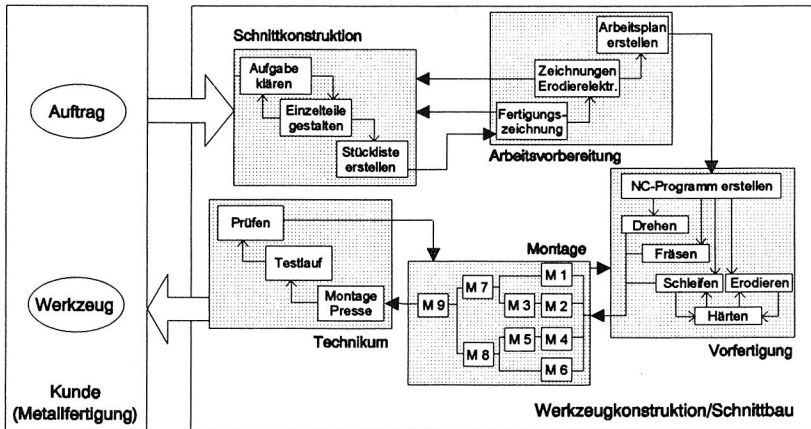 Schnittkonstruktion
Aufgabe
klären
Einzelteile
gestalten
Stückliste
erstellen
Arbeitsplan
erstellen
Zeichnungen
Erodierelektr.
Fertigungs-
zeichnung
Arbeitsvorbereitung
Auftrag
NC-Programm erstellen
Drehen
Fräsen
Schleifen
Erodieren
Härten
Vorfertigung
Montage
M 1
M 7
M 3
M 2
M 9
M 5
M 4
M 8
M 6
Prüfen
Testlauf
Montage
Presse
Technikum
Werkzeug
Kunde
(Metallfertigung)
Werkzeugkonstruktion/Schnittbau